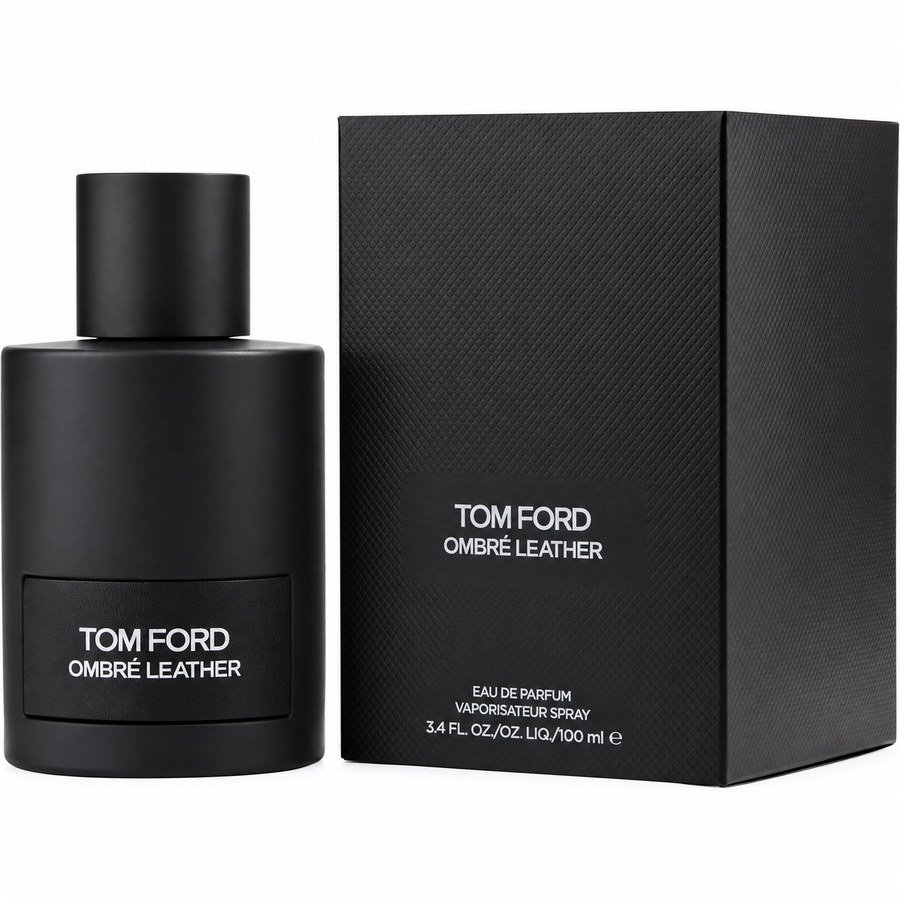 TOM FORD
OMBRÉ LEATHER
TOM FORD
OMBRÉ LEATHER
EAU DE PARFUM
VAPORISATEUR SPRAY
3.4 FL. OZ./OZ. LIQ./100 ml ℮